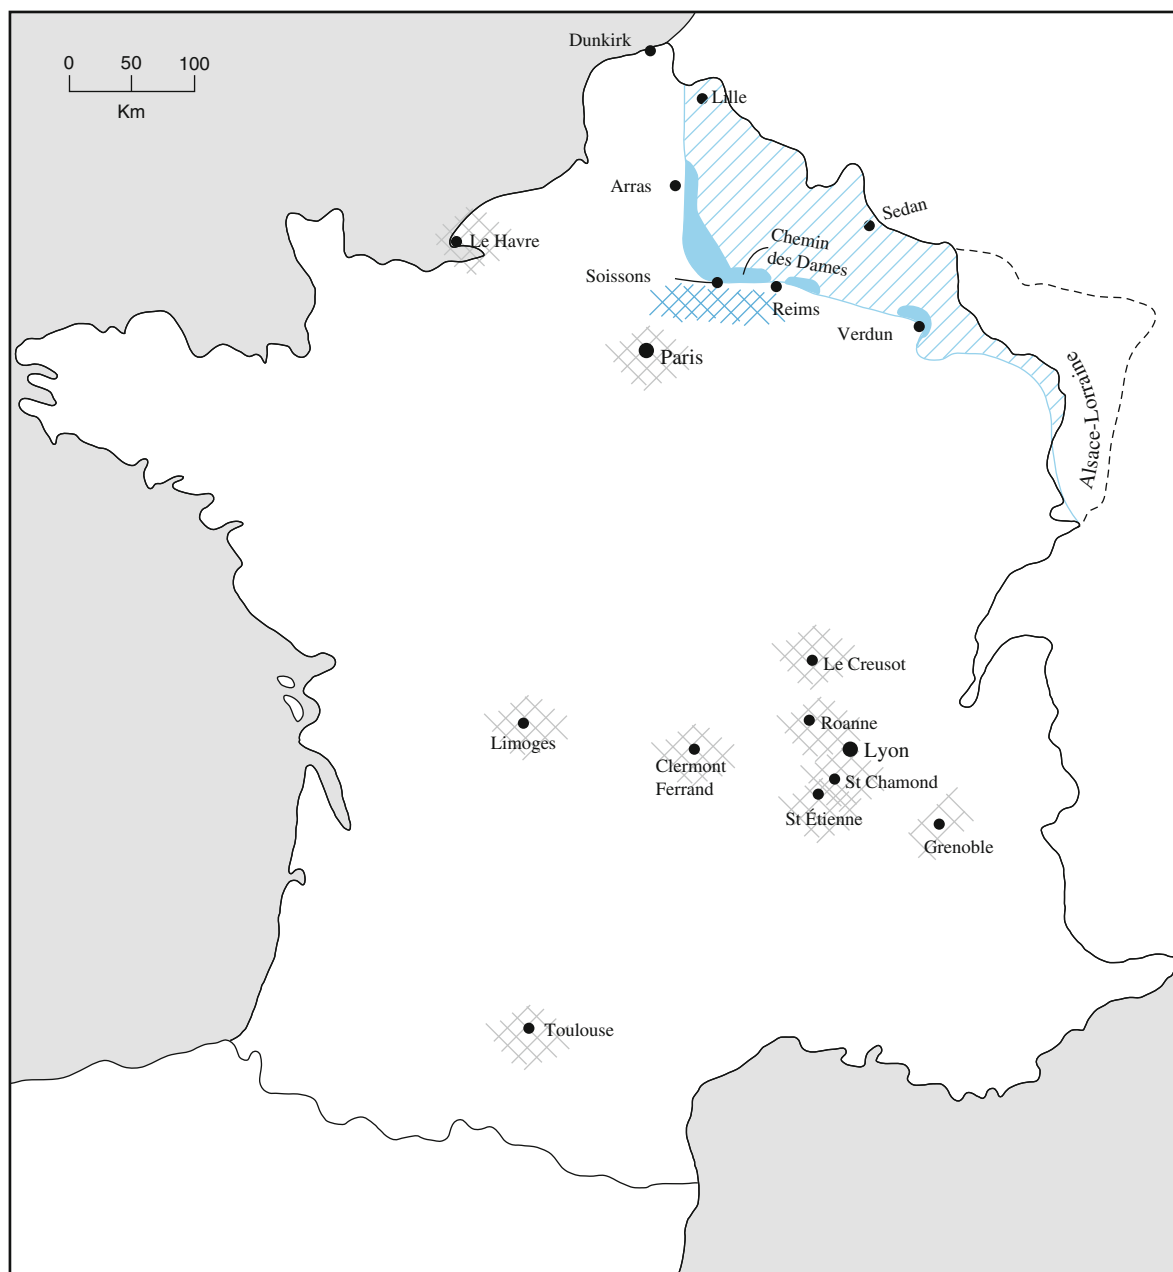 Dunkirk
0 50 100
Km
Lille
Arras
Sedan
Le Havre
Chemin
des Dames
Soissons
Reims
Verdun
Paris
Alsace-Lorraine
Le Creusot
Roanne
Limoges
Lyon
Clermont
Ferrand
St Chamond
St Étienne
Grenoble
Toulouse